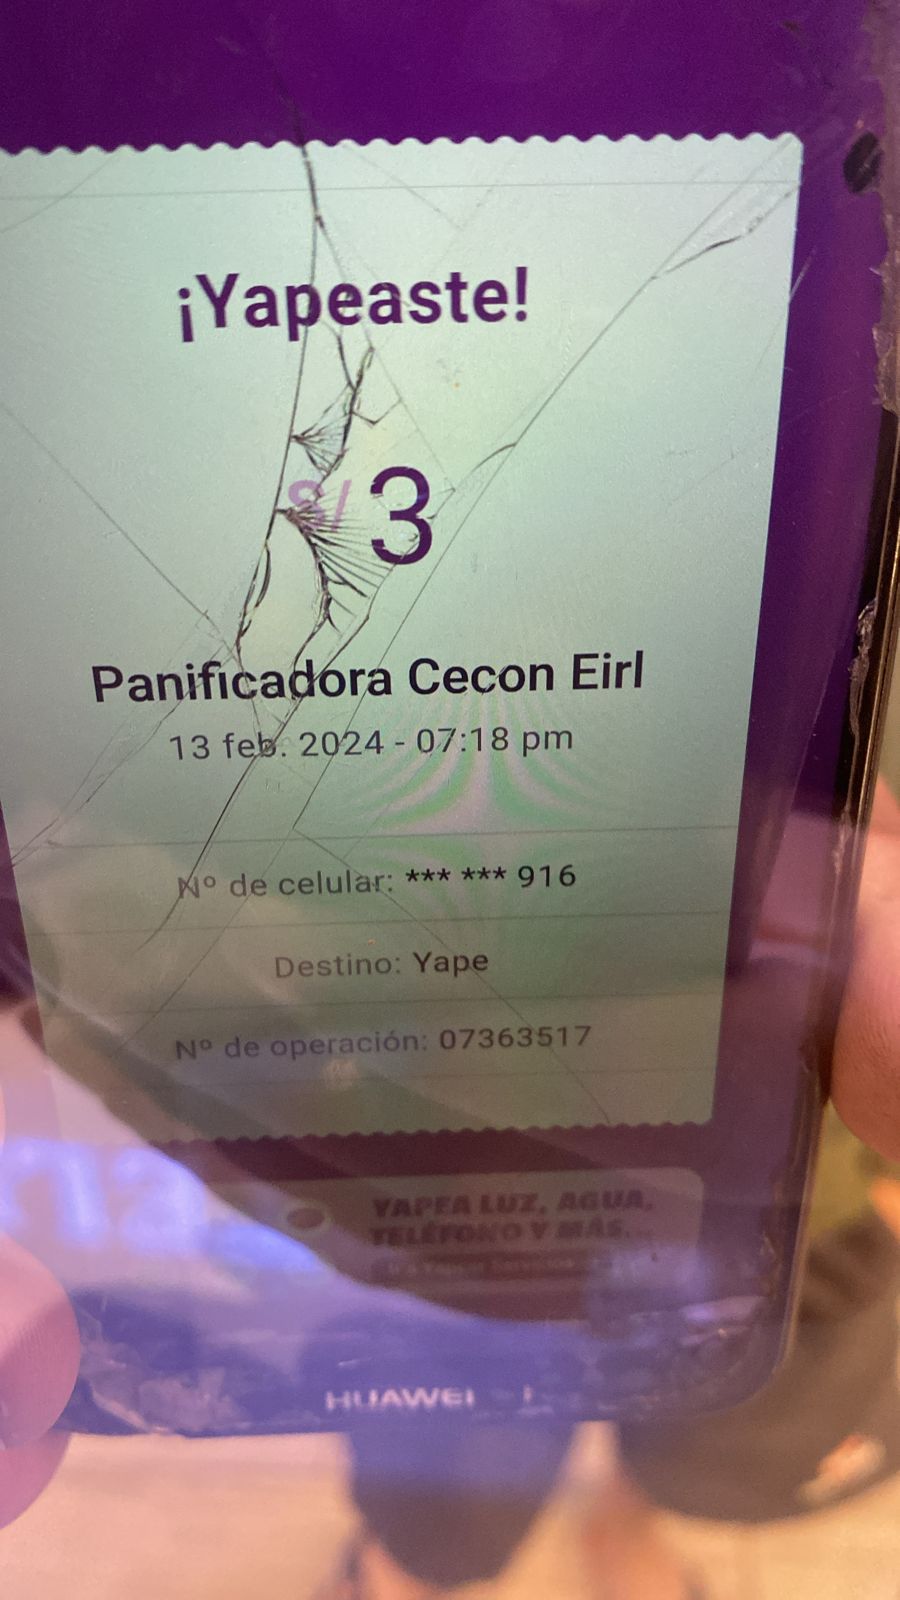 ¡Yapeaste!
S/ 3
Panificadora Cecon Eirl
13 feb. 2024 - 07:18 pm
Nº de celular: *** *** 916
Destino: Yape
Nº de operación: 07363517
YAPEA LUZ, AGUA,
TELÉFONO Y MÁS...
HUAWEI